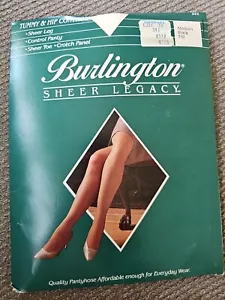 TUMMY & HIP CONTROL
•Sheer Leg
•Control Panty
•Sheer Toe •Crotch Panel
Burlington
SHEER LEGACY
Quality Pantyhose Affordable enough for Everyday Wear.